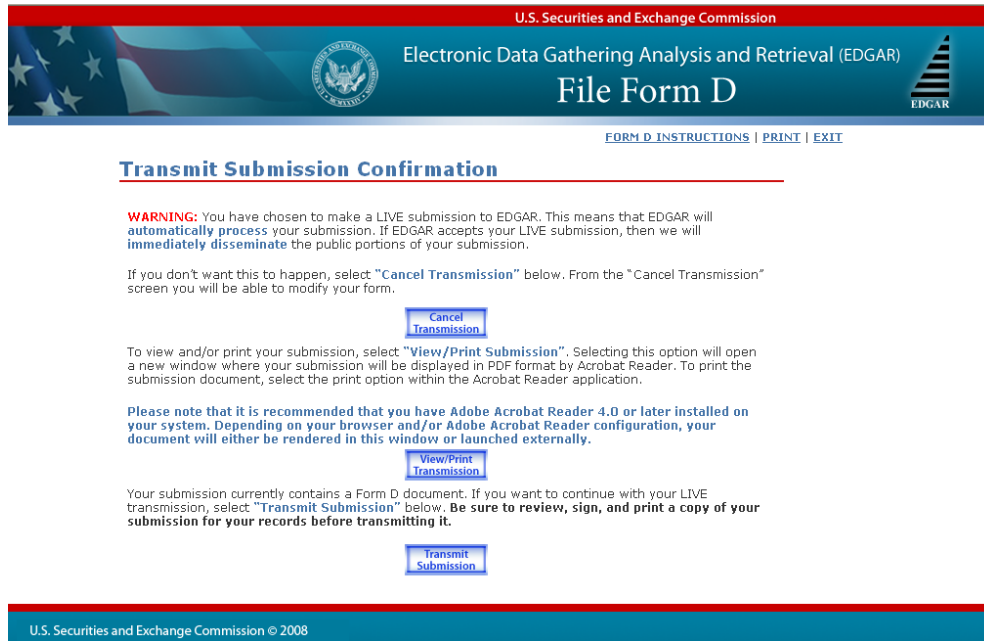 U.S. Securities and Exchange Commission
Electronic Data Gathering Analysis and Retrieval (EDGAR)
File Form D
EDGAR
FORM D INSTRUCTIONS | PRINT | EXIT
Transmit Submission Confirmation
WARNING: You have chosen to make a LIVE submission to EDGAR. This means that EDGAR will
automatically process your submission. If EDGAR accepts your LIVE submission, then we will
immediately disseminate the public portions of your submission.
If you don't want this to happen, select "Cancel Transmission" below. From the "Cancel Transmission"
screen you will be able to modify your form.
Cancel
Transmission
To view and/or print your submission, select "View/Print Submission". Selecting this option will open
a new window where your submission will be displayed in PDF format by Acrobat Reader. To print the
submission document, select the print option within the Acrobat Reader application.
Please note that it is recommended that you have Adobe Acrobat Reader 4.0 or later installed on
your system. Depending on your browser and/or Adobe Acrobat Reader configuration, your
document will either be rendered in this window or launched externally.
View/Print
Transmission
Your submission currently contains a Form D document. If you want to continue with your LIVE
transmission, select "Transmit Submission" below. Be sure to review, sign, and print a copy of your
submission for your records before transmitting it.
Transmit
Submission
U.S. Securities and Exchange Commission © 2008